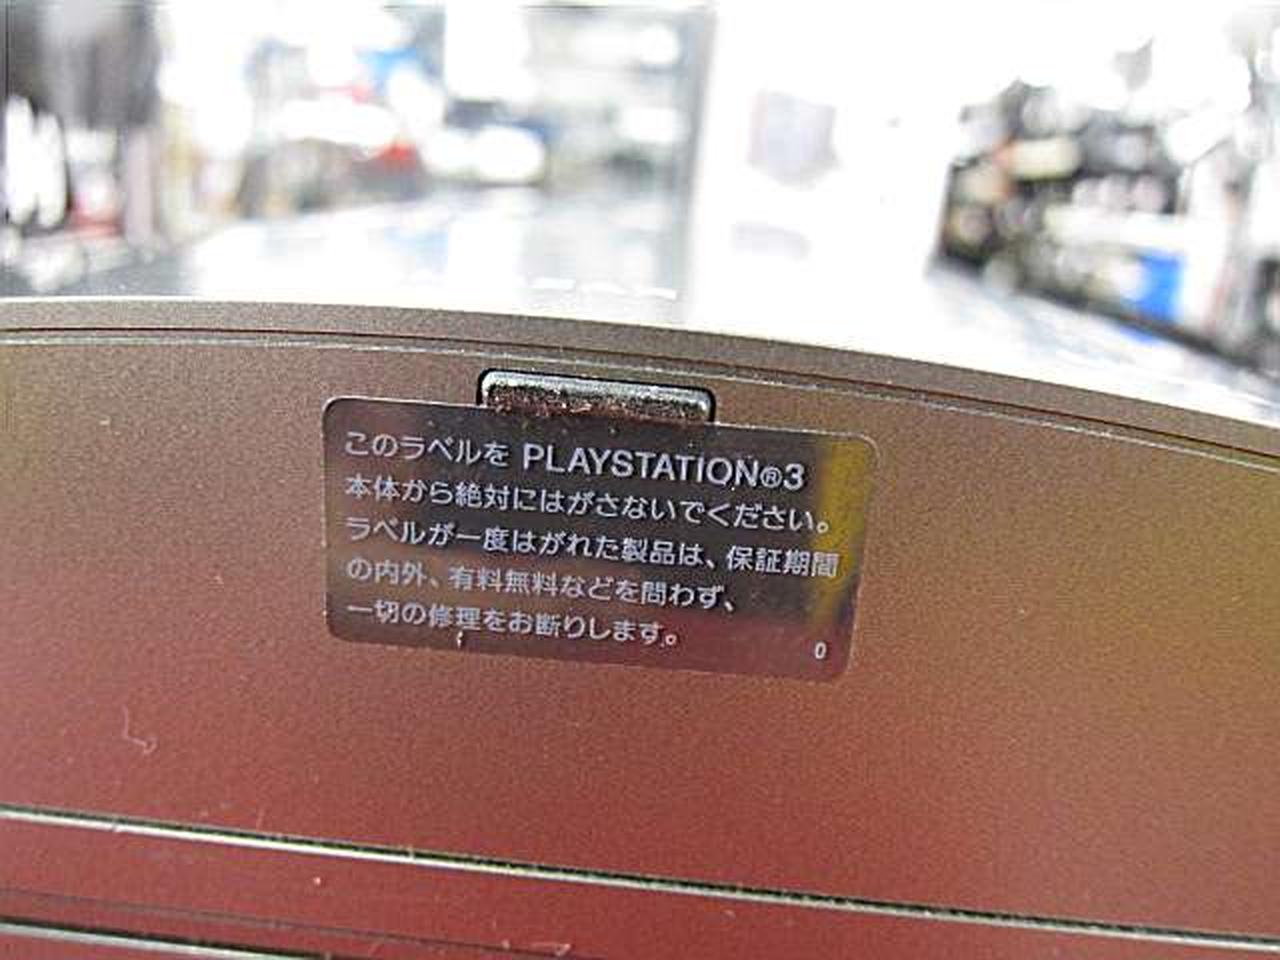 このラベルを PLAYSTATION®3
本体から絶対にはがさないでください。
ラベルが一度はがれた製品は、保証期間
の内外、有料無料などを問わず、
一切の修理をお断りします。
0